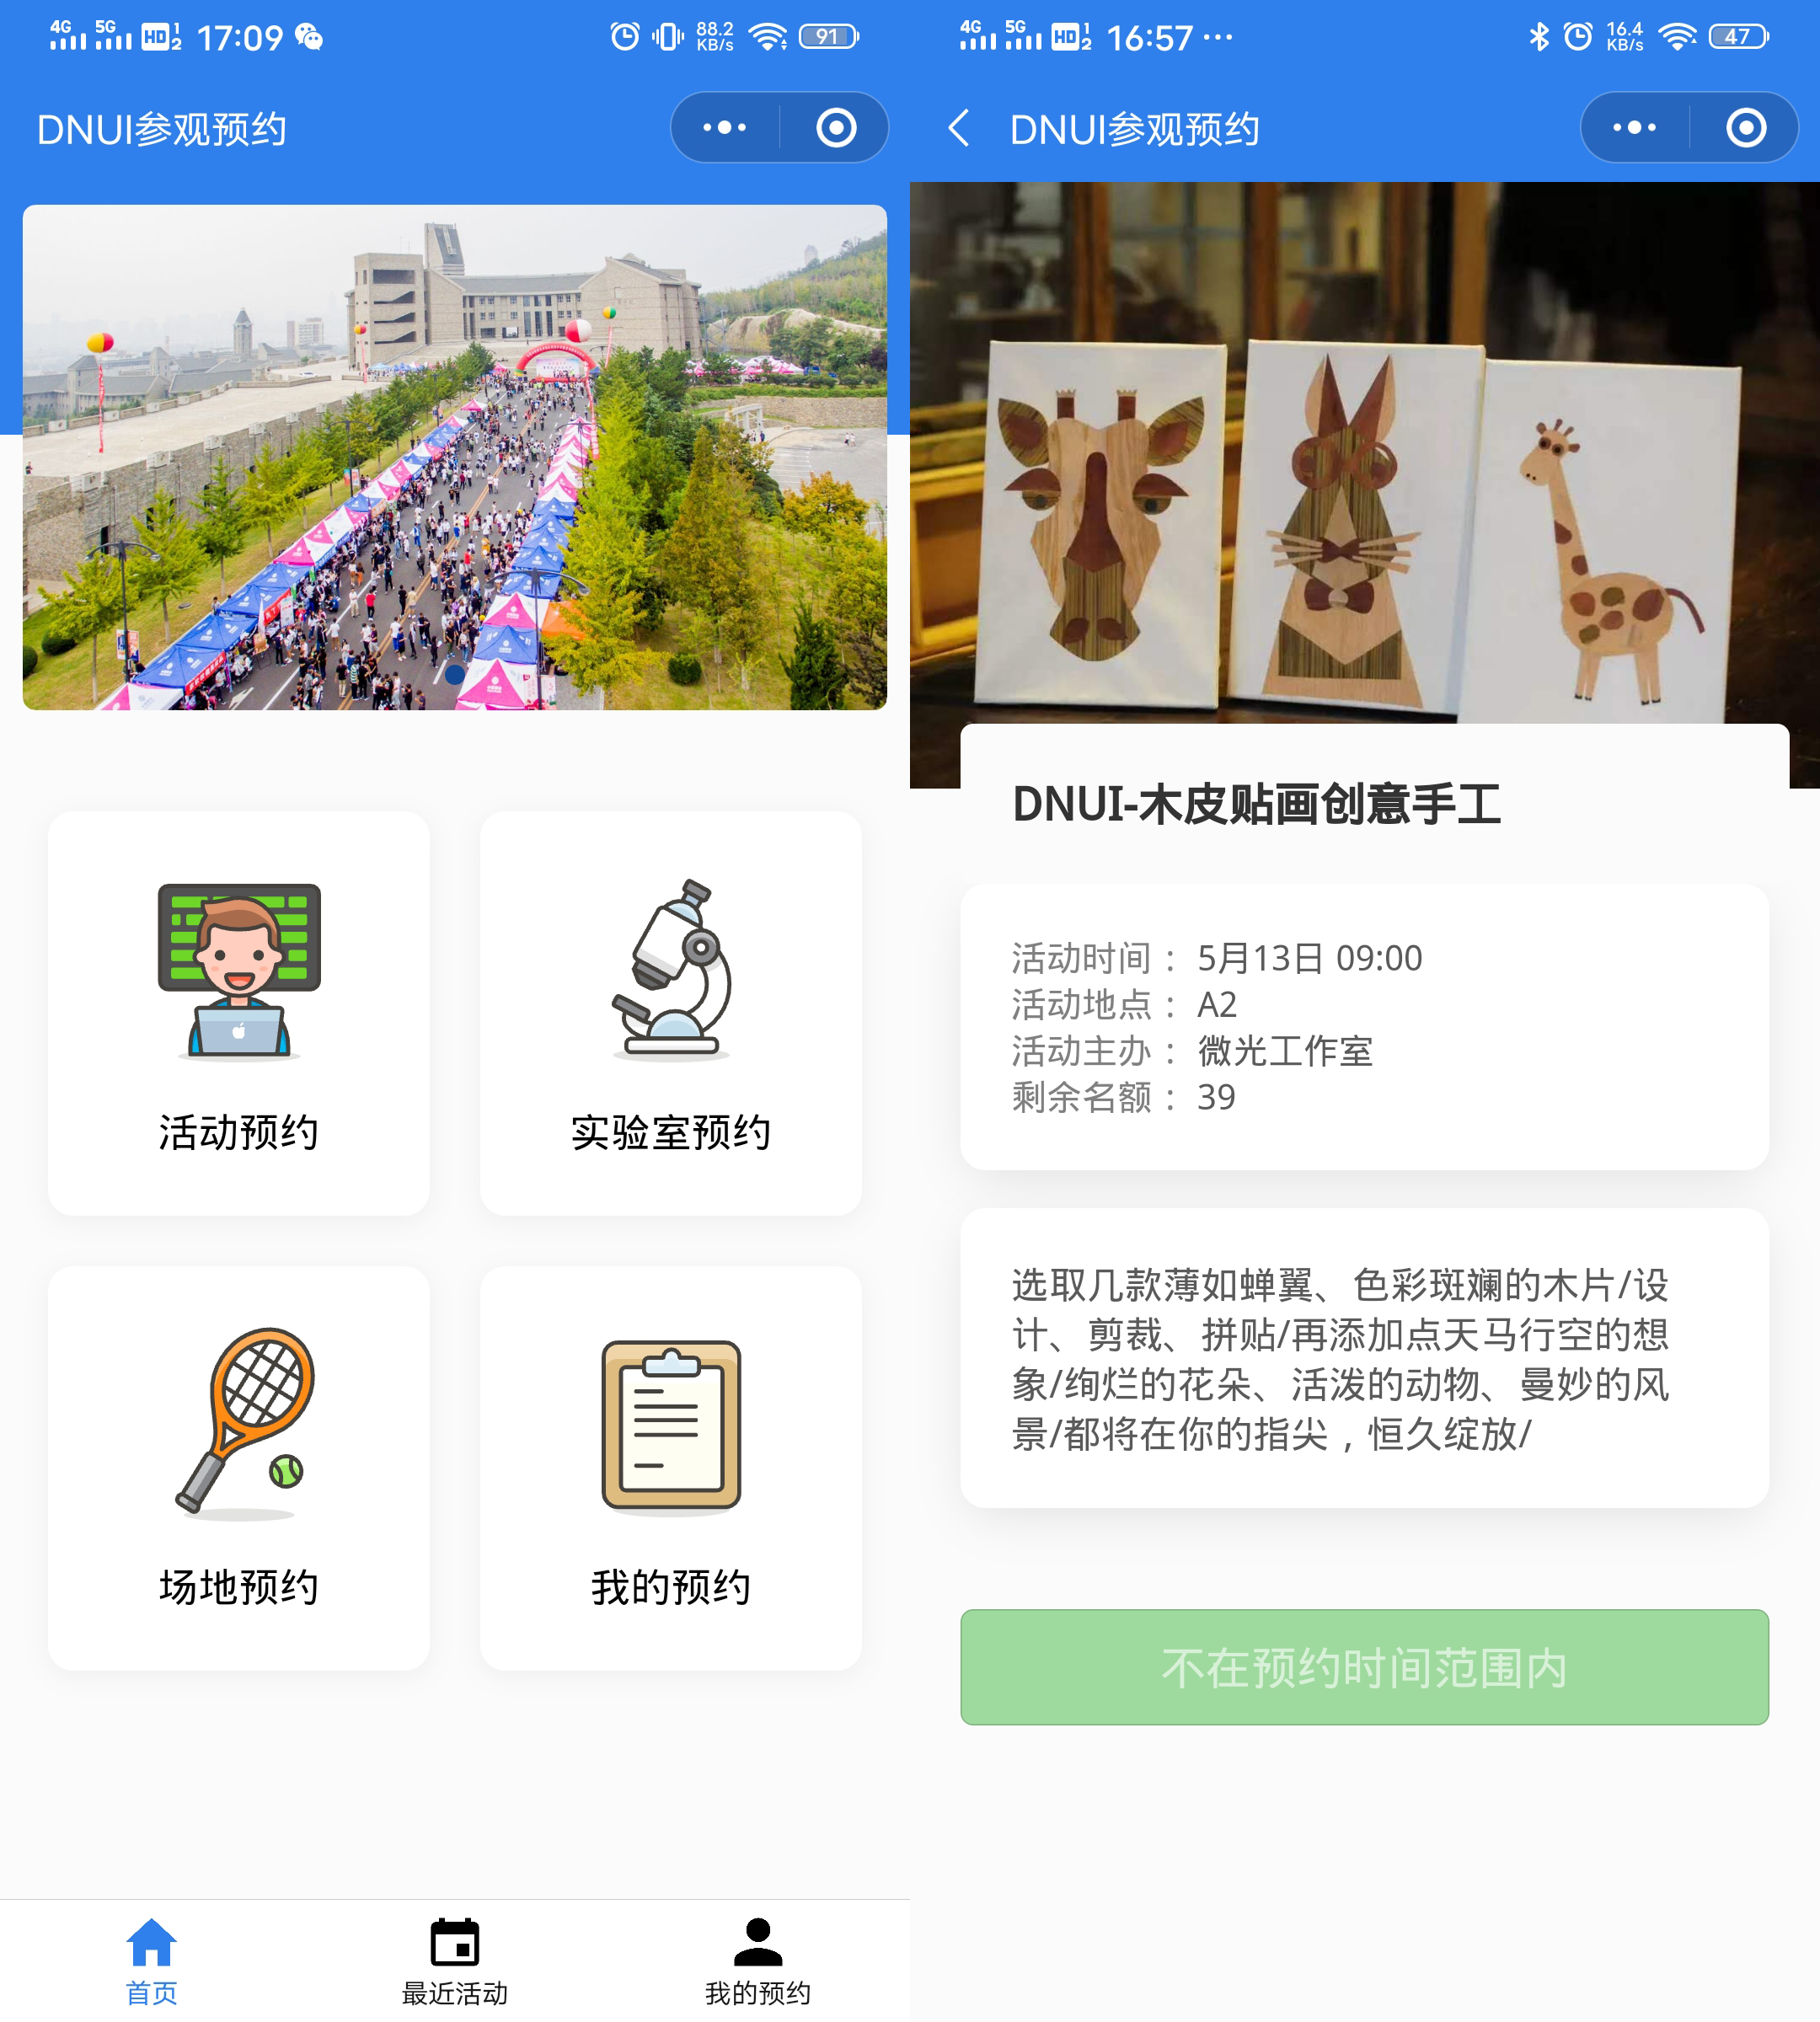 4G 5G HD 1 2 17:09 88.2 KB/s 91
DNUI参观预约
活动预约
实验室预约
场地预约
我的预约
首页
最近活动
我的预约
4G 5G HD 1 2 16:57 ··· 16.4 KB/s 47
DNUI参观预约
DNUI-木皮贴画创意手工
活动时间： 5月13日 09:00
活动地点： A2
活动主办： 微光工作室
剩余名额： 39
选取几款薄如蝉翼、色彩斑斓的木片/设
计、剪裁、拼贴/再添加点天马行空的想
象/绚烂的花朵、活泼的动物、曼妙的风
景/都将在你的指尖，恒久绽放/
不在预约时间范围内